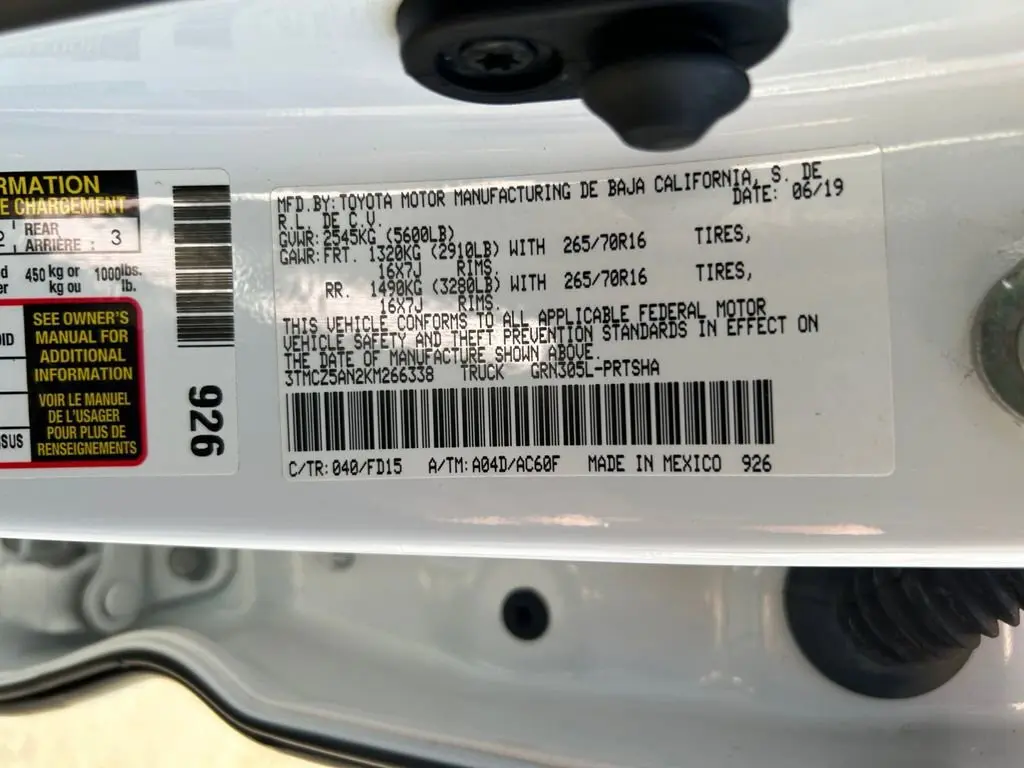 RMATION
E CHARGEMENT
2 REAR
ARRIÈRE : 3
450 kg or 1000 lbs.
kg ou lb.
SEE OWNER'S
MANUAL FOR
ADDITIONAL
INFORMATION
VOIR LE MANUEL
DE L'USAGER
POUR PLUS DE
RENSEIGNEMENTS
926
MFD.BY:TOYOTA MOTOR MANUFACTURING DE BAJA CALIFORNIA, S. DE
R.L. DE C.V. DATE: 06/19
GVWR:2545KG (5600LB)
GAWR:FRT. 1320KG (2910LB) WITH 265/70R16 TIRES,
16X7J RIMS,
RR. 1490KG (3280LB) WITH 265/70R16 TIRES,
16X7J RIMS.
THIS VEHICLE CONFORMS TO ALL APPLICABLE FEDERAL MOTOR
VEHICLE SAFETY AND THEFT PREVENTION STANDARDS IN EFFECT ON
THE DATE OF MANUFACTURE SHOWN ABOVE.
3TMCZ5AN2KM266338 TRUCK GRN305L-PRTSHA
C/TR:040/FD15 A/TM:A04D/AC60F MADE IN MEXICO 926